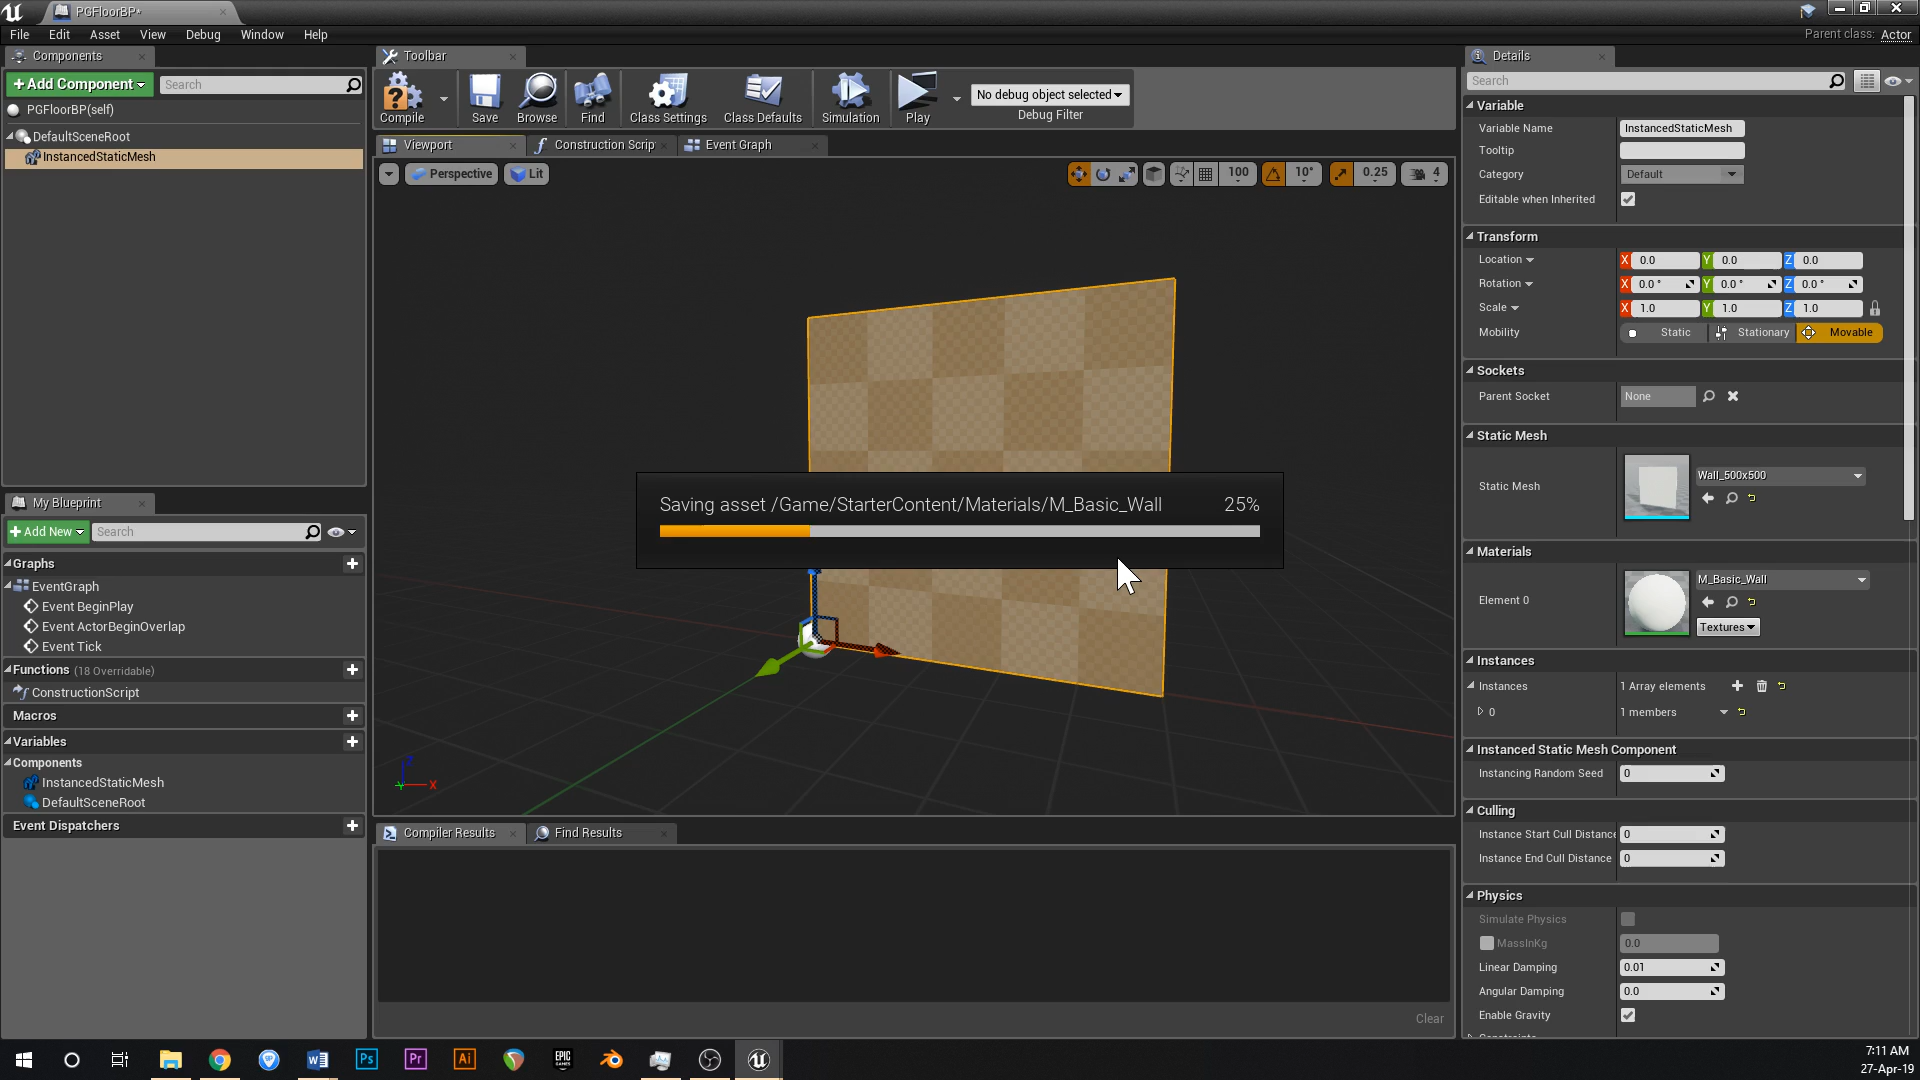 PGFloorBP*
File Edit Asset View Debug Window Help
Parent class: Actor
Components
+Add Component
Search
PGFloorBP(self)
DefaultSceneRoot
InstancedStaticMesh
My Blueprint
+Add New
Search
Graphs
EventGraph
Event BeginPlay
Event ActorBeginOverlap
Event Tick
Functions (18 Overridable)
ConstructionScript
Macros
Variables
Components
InstancedStaticMesh
DefaultSceneRoot
Event Dispatchers
Toolbar
Compile
Save
Browse
Find
Class Settings
Class Defaults
Simulation
Play
No debug object selected
Debug Filter
Viewport
Construction Scrip
Event Graph
Perspective
Lit
100
10°
0.25
4
Saving asset /Game/StarterContent/Materials/M_Basic_Wall 25%
Z
X
Y
Compiler Results
Find Results
Clear
Details
Search
Variable
Variable Name InstancedStaticMesh
Tooltip
Category Default
Editable when Inherited
Transform
Location X 0.0 Y 0.0 Z 0.0
Rotation X 0.0 ° Y 0.0 ° Z 0.0 °
Scale X 1.0 Y 1.0 Z 1.0
Mobility Static Stationary Movable
Sockets
Parent Socket None
Static Mesh
Static Mesh Wall_500x500
Materials
Element 0 M_Basic_Wall
Textures
Instances
Instances 1 Array elements
0 1 members
Instanced Static Mesh Component
Instancing Random Seed 0
Culling
Instance Start Cull Distance 0
Instance End Cull Distance 0
Physics
Simulate Physics
MassInKg 0.0
Linear Damping 0.01
Angular Damping 0.0
Enable Gravity
Ps
Pr
Ai
EPIC
GAMES
7:11 AM
27-Apr-19